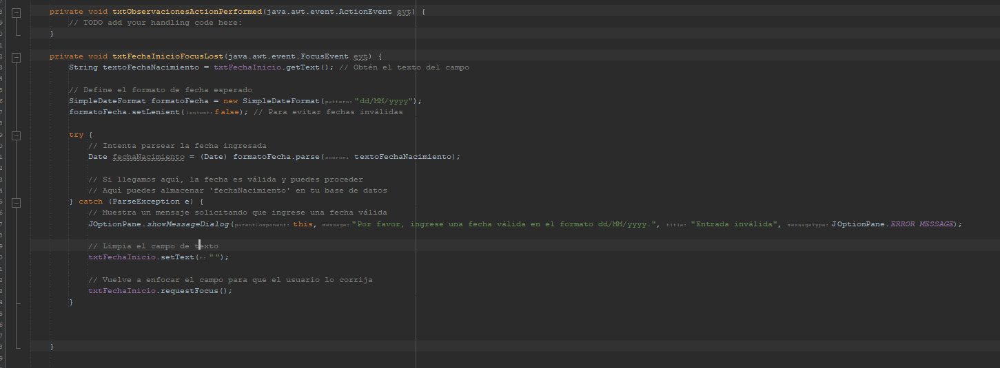 private void txtObservacionesActionPerformed(java.awt.event.ActionEvent evt) {
// TODO add your handling code here:
}
private void txtFechaInicioFocusLost(java.awt.event.FocusEvent evt) {
String textoFechaNacimiento = txtFechaInicio.getText(); // Obtén el texto del campo
// Define el formato de fecha esperado
SimpleDateFormat formatoFecha = new SimpleDateFormat(pattern: "dd/MM/yyyy");
formatoFecha.setLenient(lenient: false); // Para evitar fechas inválidas
try {
// Intenta parsear la fecha ingresada
Date fechaNacimiento = (Date) formatoFecha.parse(source: textoFechaNacimiento);
// Si llegamos aquí, la fecha es válida y puedes proceder
// Aquí puedes almacenar 'fechaNacimiento' en tu base de datos
} catch (ParseException e) {
// Muestra un mensaje solicitando que ingrese una fecha válida
JOptionPane.showMessageDialog(parentComponent: this, message: "Por favor, ingrese una fecha válida en el formato dd/MM/yyyy.", title: "Entrada inválida", messageType: JOptionPane.ERROR_MESSAGE);
// Limpia el campo de texto
txtFechaInicio.setText(t: "");
// Vuelve a enfocar el campo para que el usuario lo corrija
txtFechaInicio.requestFocus();
}
}